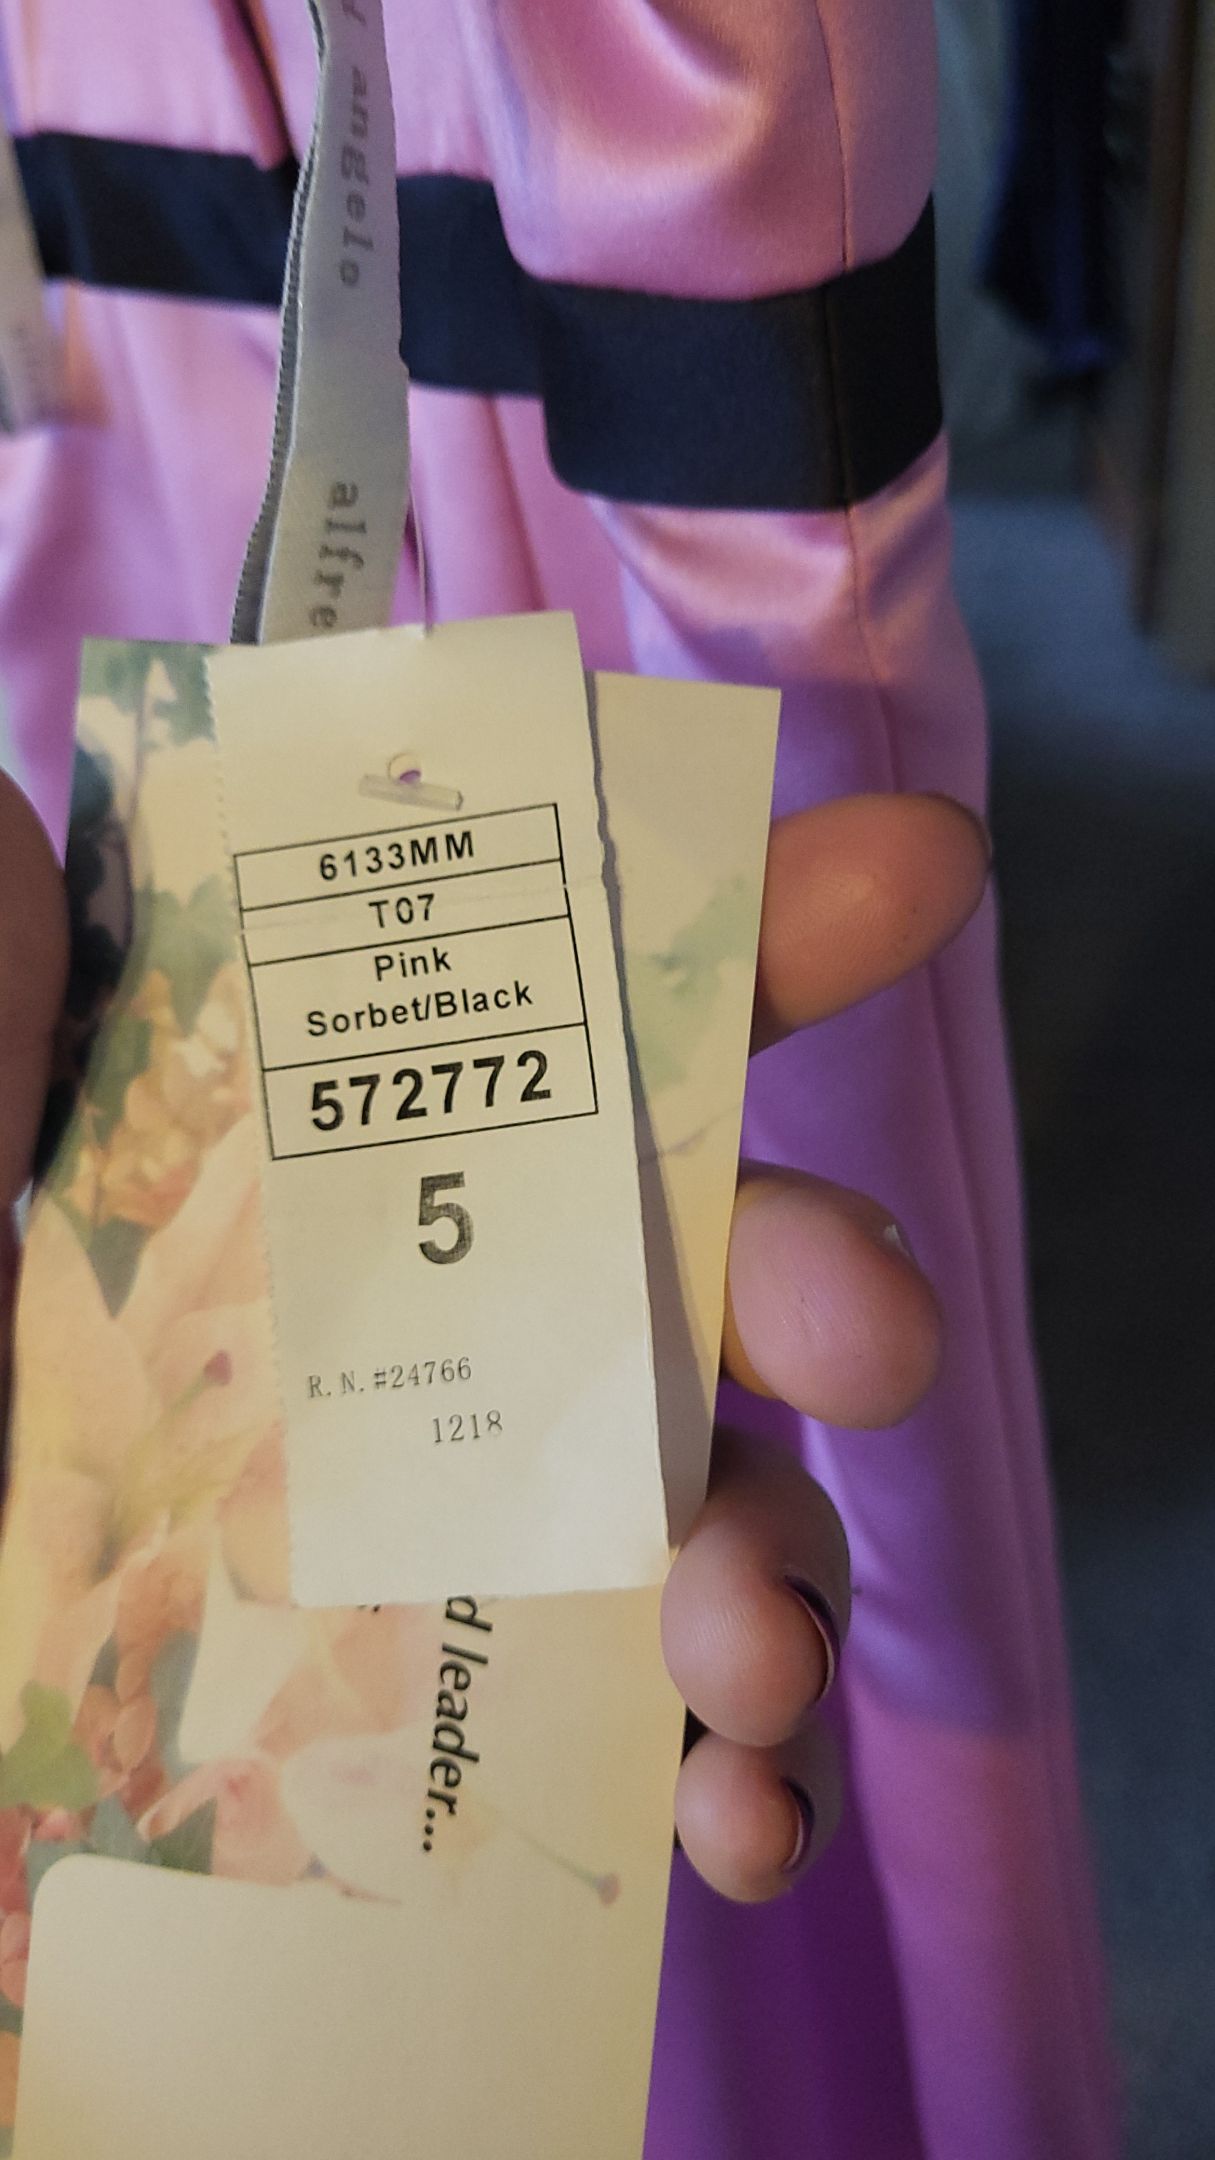 angelo
alfre
6133MM
T07
Pink
Sorbet/Black
572772
5
R. N. #24766
1218
d leader...